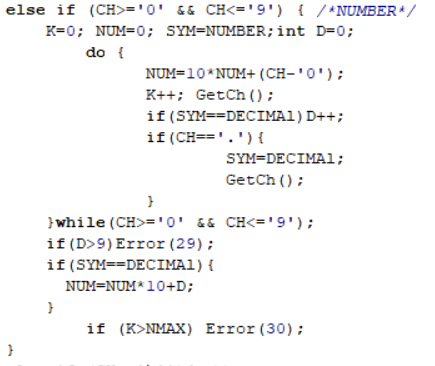 else if (CH>='0' && CH<='9') { /*NUMBER*/
K=0; NUM=0; SYM=NUMBER;int D=0;
do {
NUM=10*NUM+(CH-'0');
K++; GetCh();
if(SYM==DECIMAl)D++;
if(CH=='.'){
SYM=DECIMAl;
GetCh();
}
}while(CH>='0' && CH<='9');
if(D>9)Error(29);
if(SYM==DECIMAl){
NUM=NUM*10+D;
}
if (K>NMAX) Error(30);
}